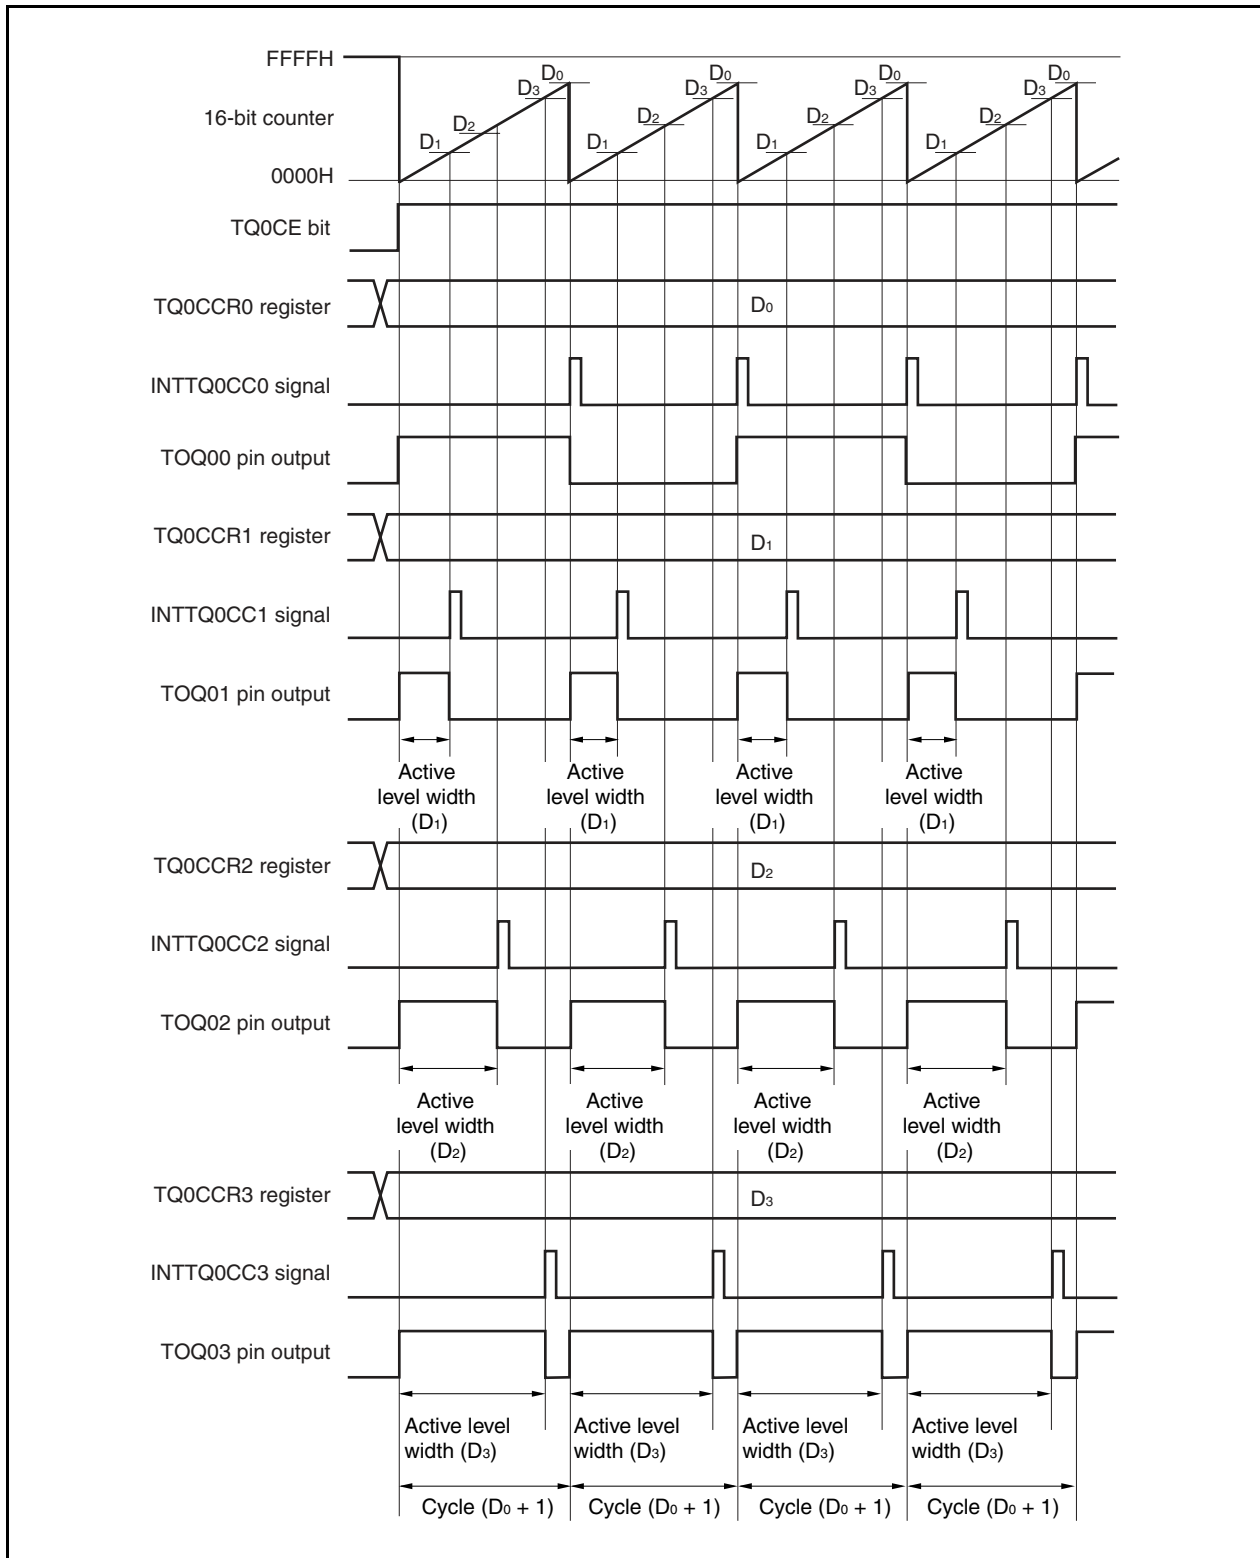 FFFFH
D0 D0 D0 D0
D3 D3 D3 D3
16-bit counter
D2 D2 D2 D2
D1 D1 D1 D1
0000H
TQ0CE bit
TQ0CCR0 register
D0
INTTQ0CC0 signal
TOQ00 pin output
TQ0CCR1 register
D1
INTTQ0CC1 signal
TOQ01 pin output
Active Active Active Active
level width level width level width level width
(D1) (D1) (D1) (D1)
TQ0CCR2 register
D2
INTTQ0CC2 signal
TOQ02 pin output
Active Active Active Active
level width level width level width level width
(D2) (D2) (D2) (D2)
TQ0CCR3 register
D3
INTTQ0CC3 signal
TOQ03 pin output
Active level Active level Active level Active level
width (D3) width (D3) width (D3) width (D3)
Cycle (D0 + 1) Cycle (D0 + 1) Cycle (D0 + 1) Cycle (D0 + 1)